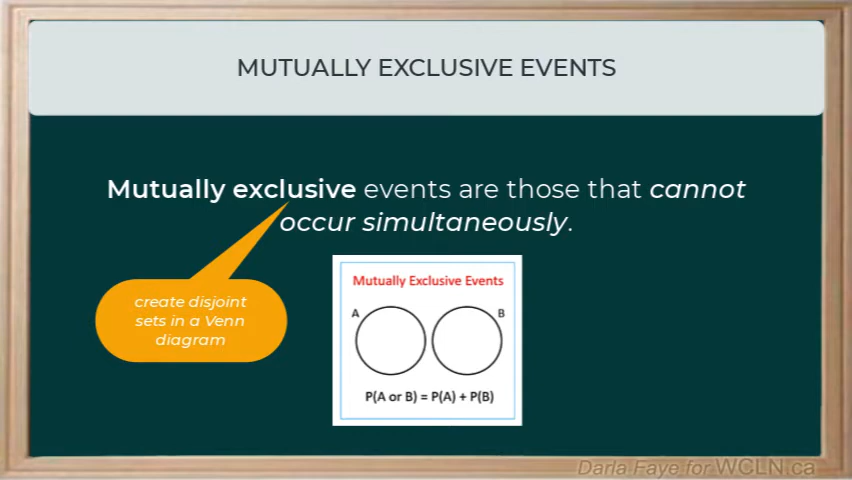 MUTUALLY EXCLUSIVE EVENTS
Mutually exclusive events are those that cannot
occur simultaneously.
create disjoint
sets in a Venn
diagram
Mutually Exclusive Events
A
B
P(A or B) = P(A) + P(B)
Darla Faye for WCLN.ca